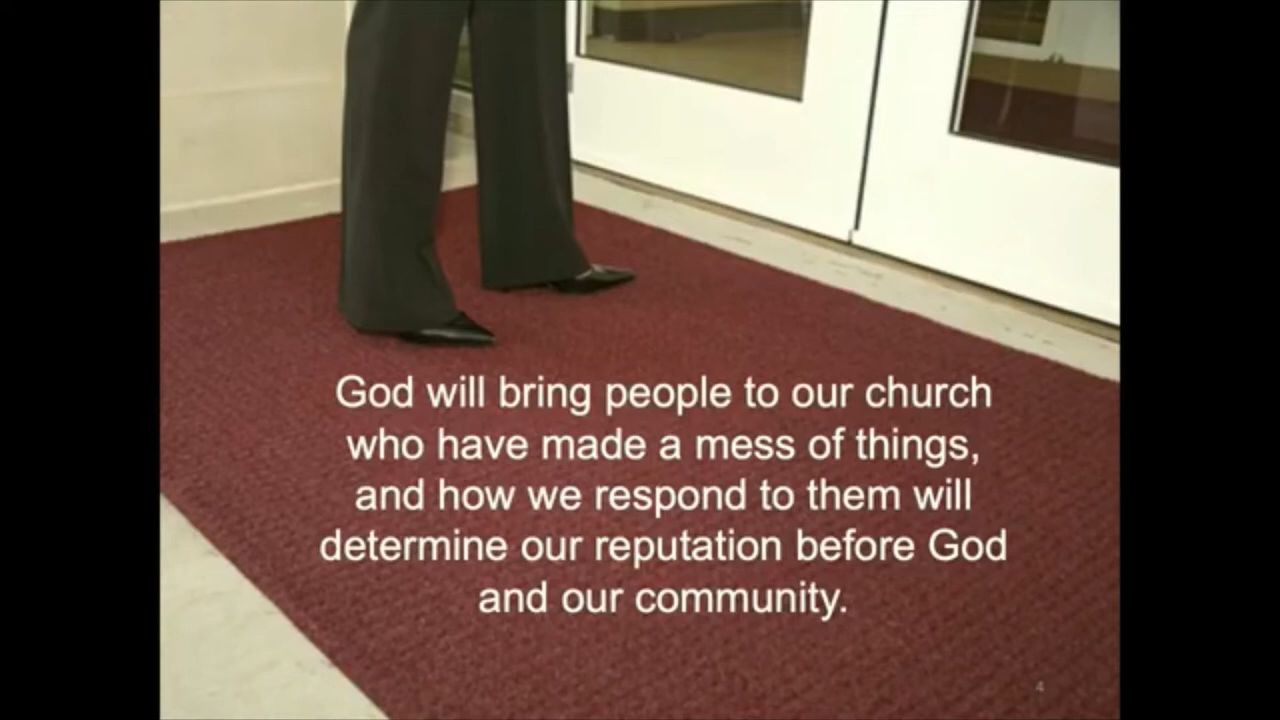 God will bring people to our church
who have made a mess of things,
and how we respond to them will
determine our reputation before God
and our community.
4